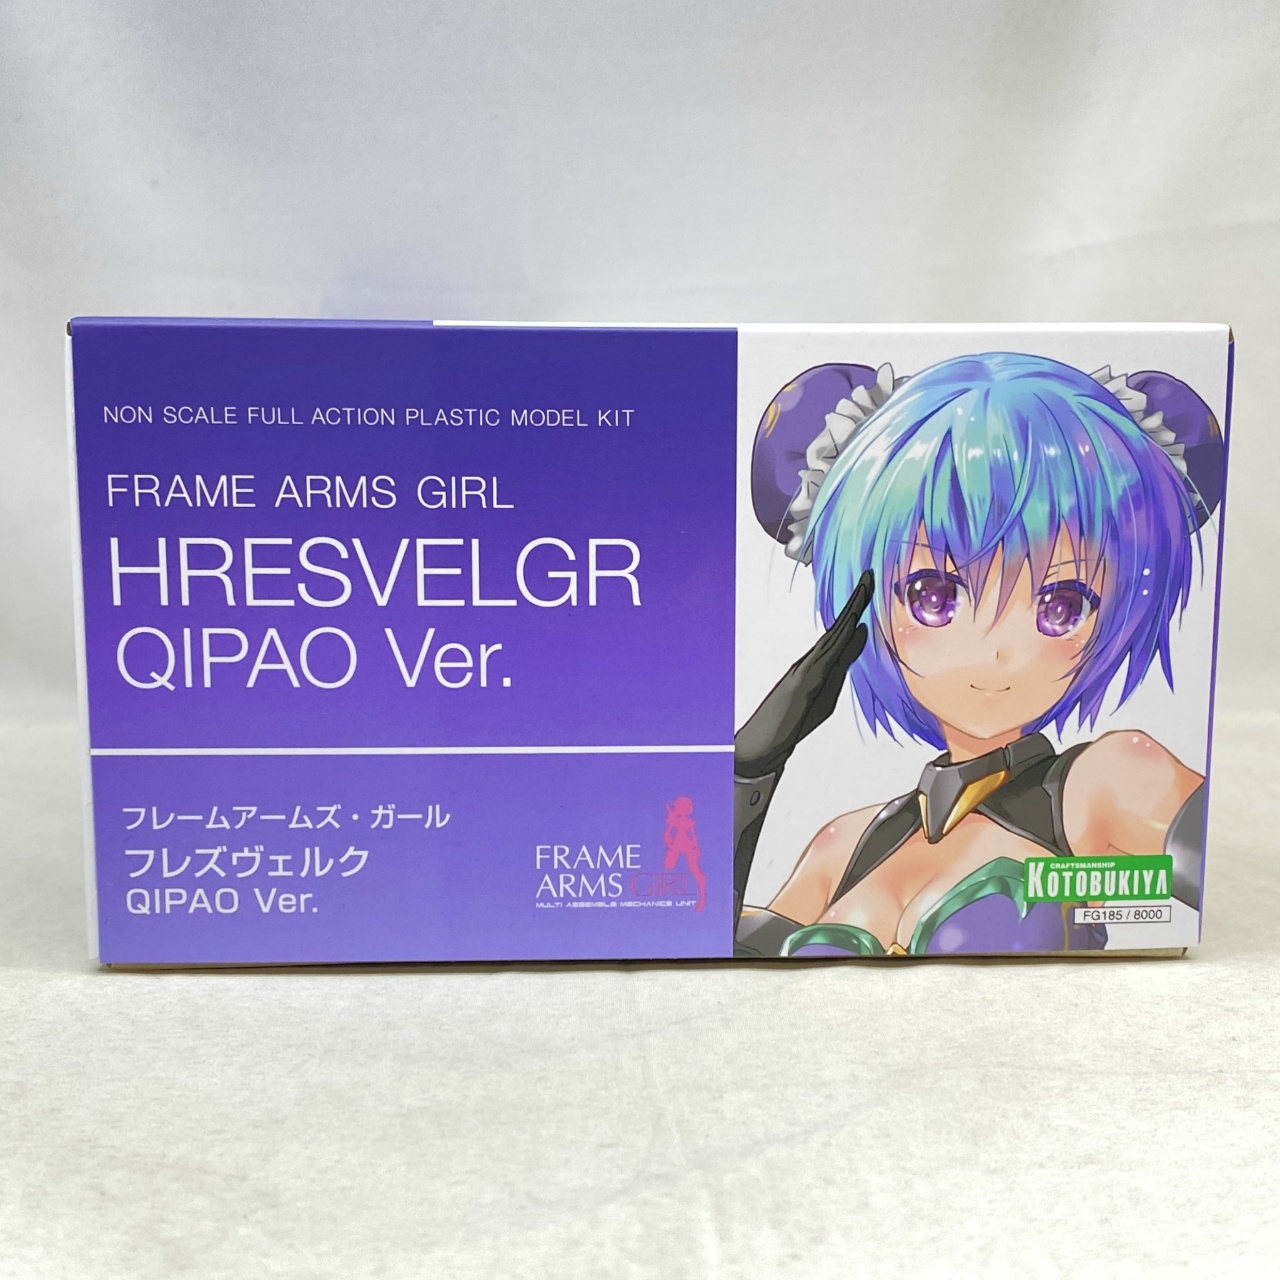 NON SCALE FULL ACTION PLASTIC MODEL KIT
FRAME ARMS GIRL
HRESVELGR
QIPAO Ver.
フレームアームズ・ガール
フレズヴェルク
QIPAO Ver.
FRAME
ARMS GIRL
MULTI ASSEMBLE MECHANICS UNIT
CRAFTSMANSHIP
KOTOBUKIYA
FG185 / 8000